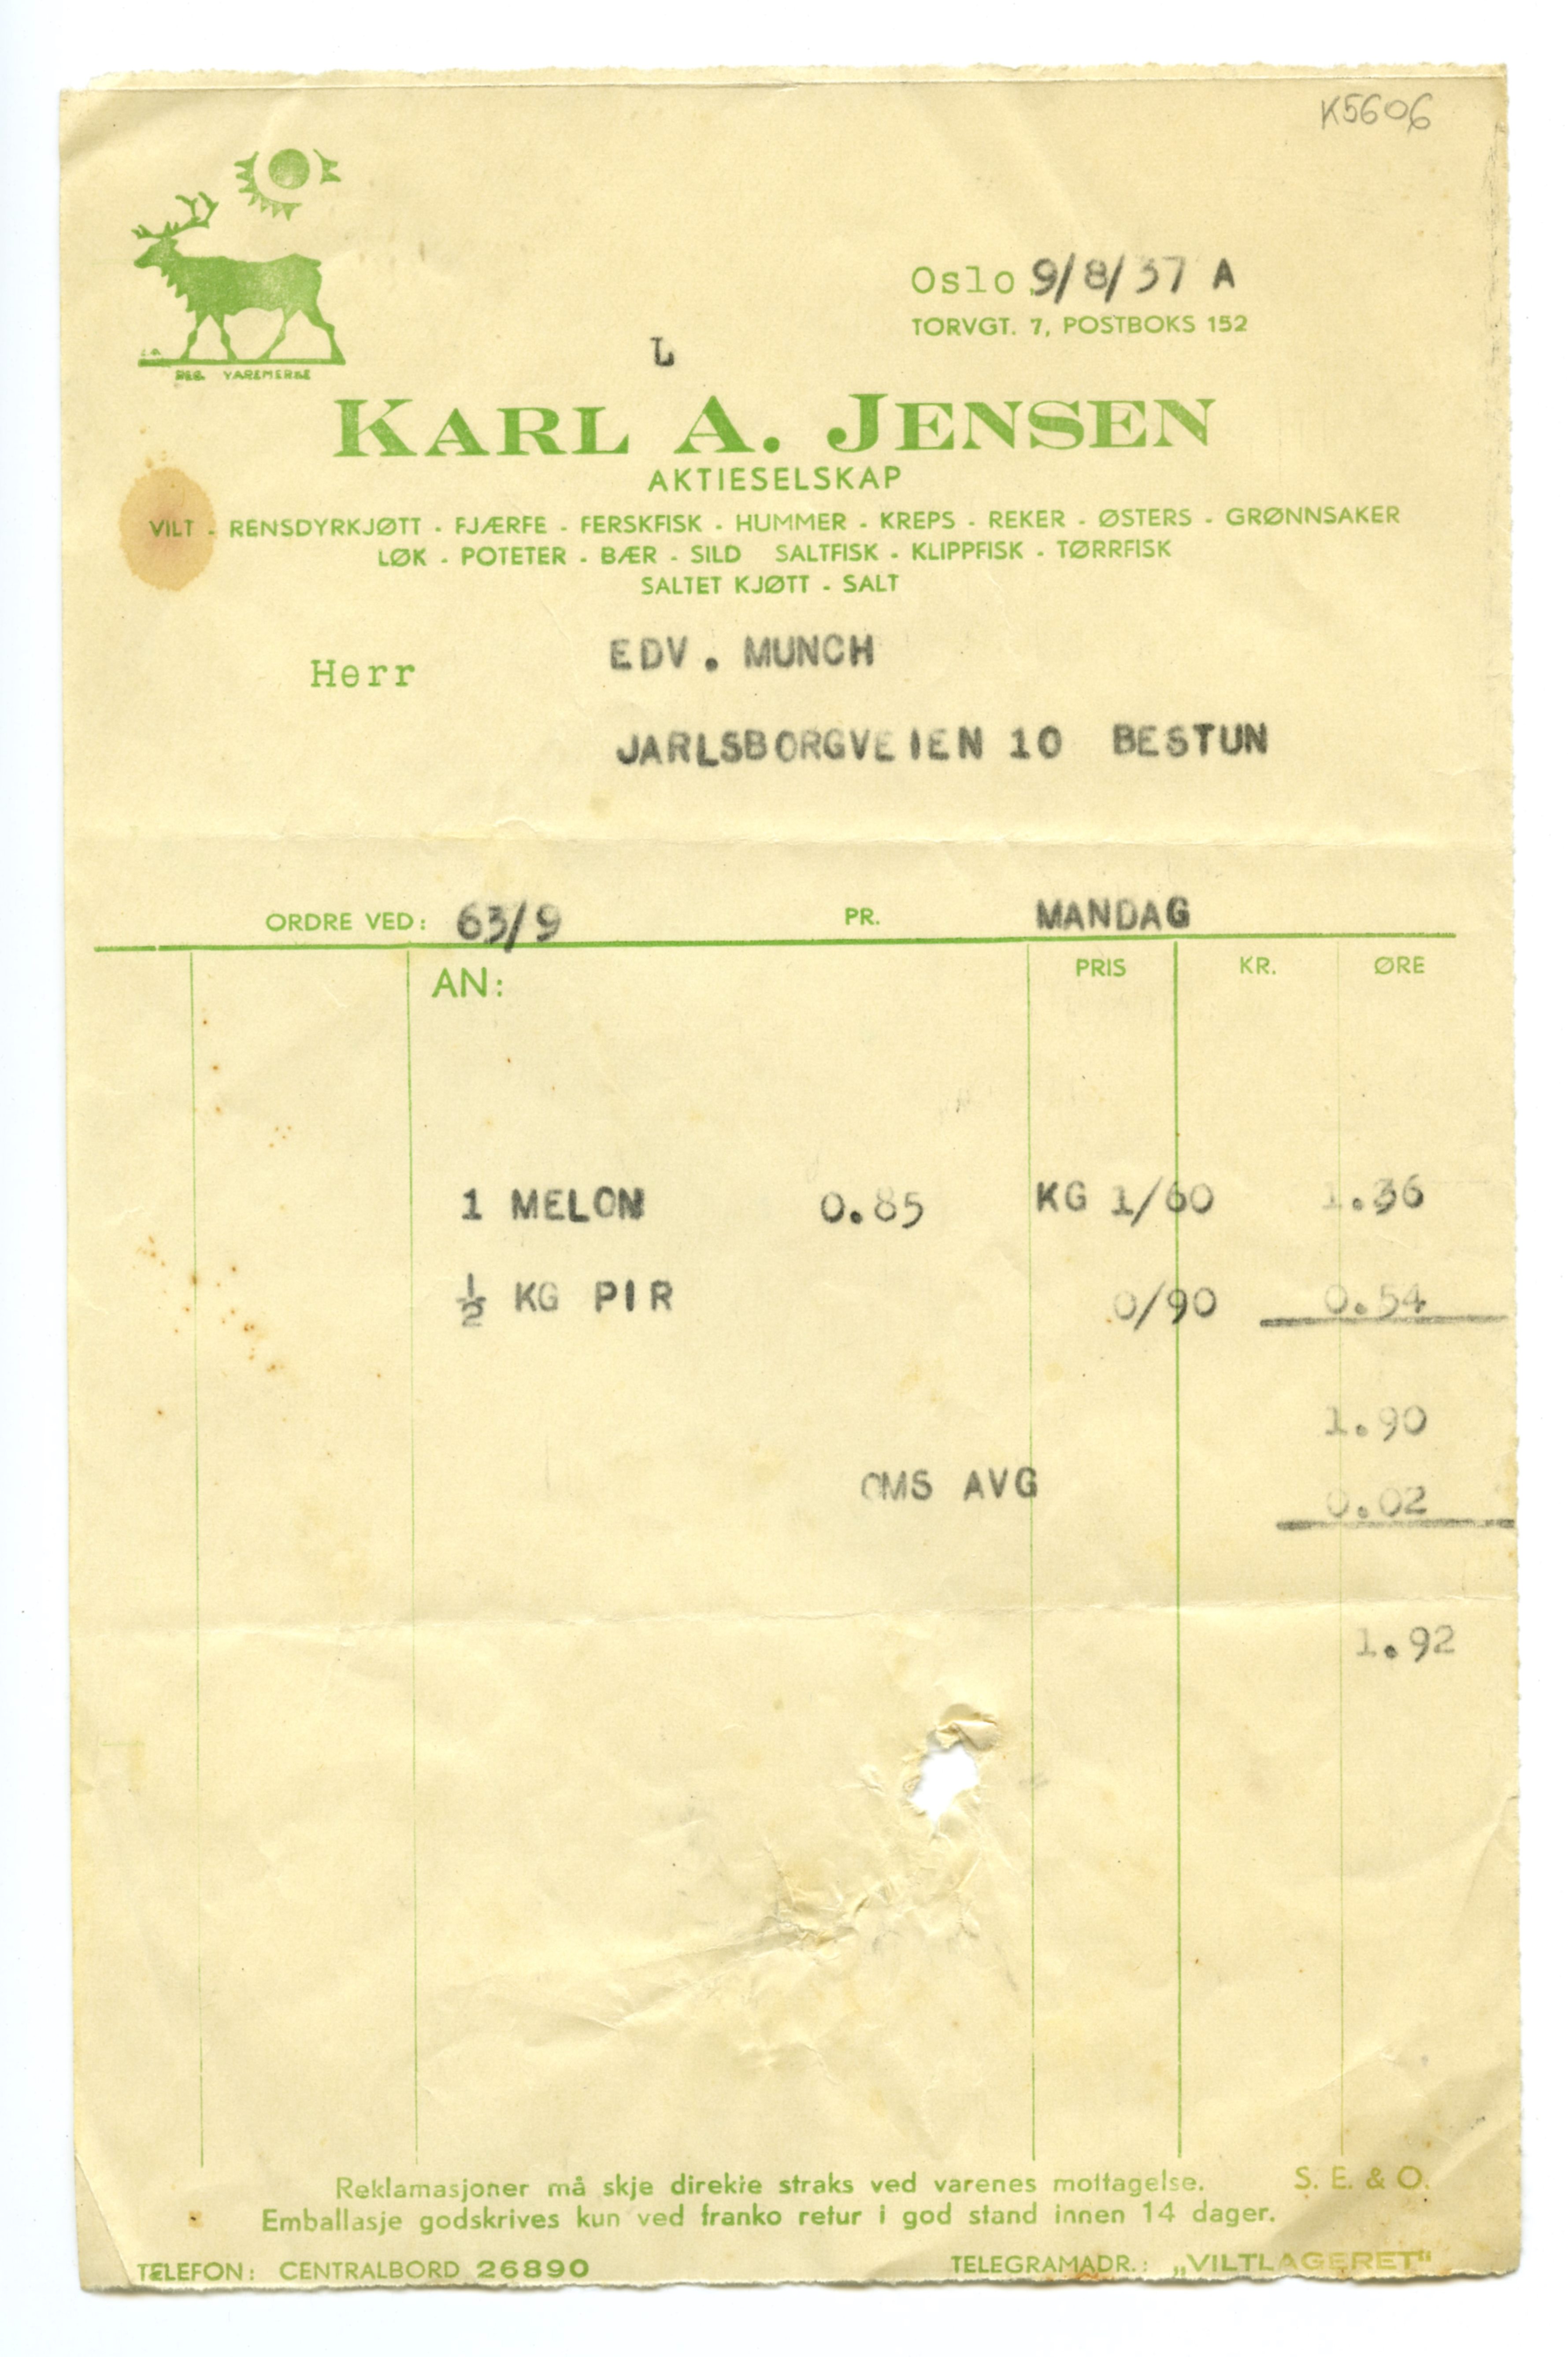 K5606
REG. VAREMERKE
Oslo 9/8/37 A
TORVGT. 7, POSTBOKS 152
L
KARL A. JENSEN
AKTIESELSKAP
VILT - RENSDYRKJØTT - FJÆRFE - FERSKFISK - HUMMER - KREPS - REKER - ØSTERS - GRØNNSAKER
LØK - POTETER - BÆR - SILD SALTFISK - KLIPPFISK - TØRRFISK
SALTET KJØTT - SALT
Herr EDV. MUNCH
JARLSBORGVEIEN 10 BESTUN
ORDRE VED: 63/9 PR. MANDAG
AN: PRIS KR. ØRE
1 MELON 0.85 KG 1/60 1.36
½ KG PIR 0/90 0.54
1.90
OMS AVG 0.02
1.92
Reklamasjoner må skje direkte straks ved varenes mottagelse. S. E. & O.
Emballasje godskrives kun ved franko retur i god stand innen 14 dager.
TELEFON: CENTRALBORD 26890 TELEGRAMADR.: „VILTLAGERET“